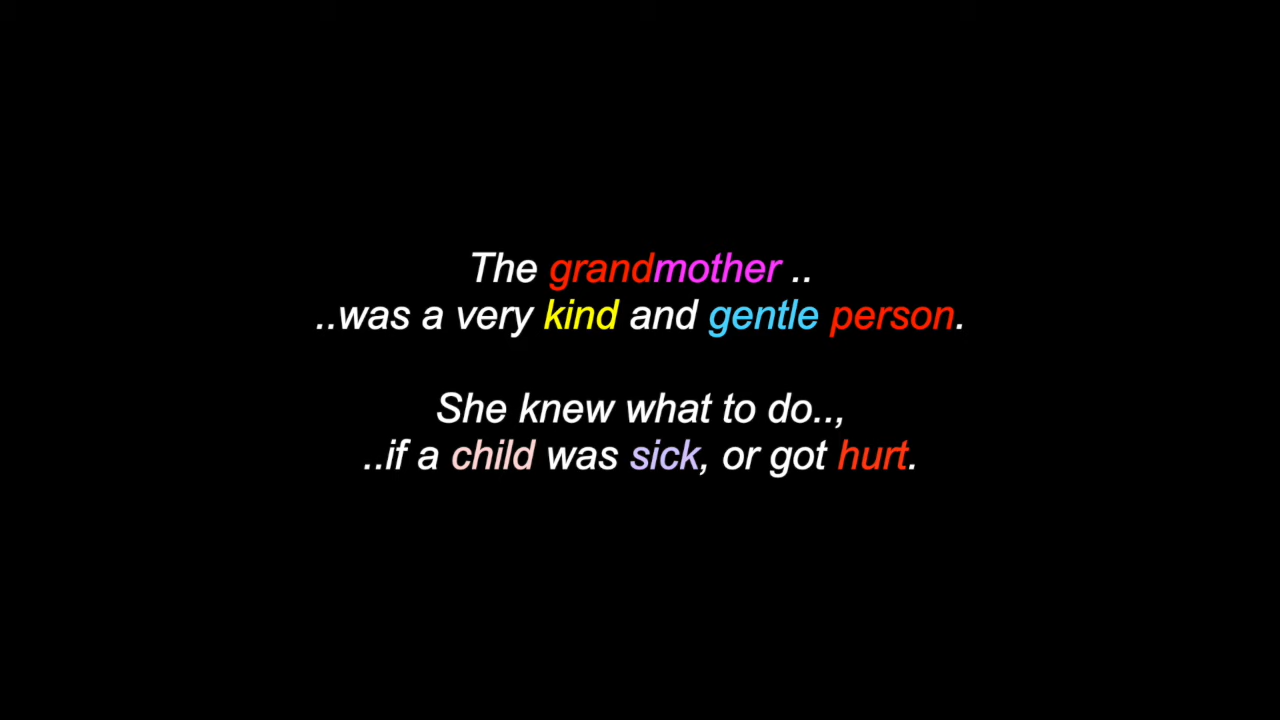 The grandmother ..
..was a very kind and gentle person.
She knew what to do..,
..if a child was sick, or got hurt.